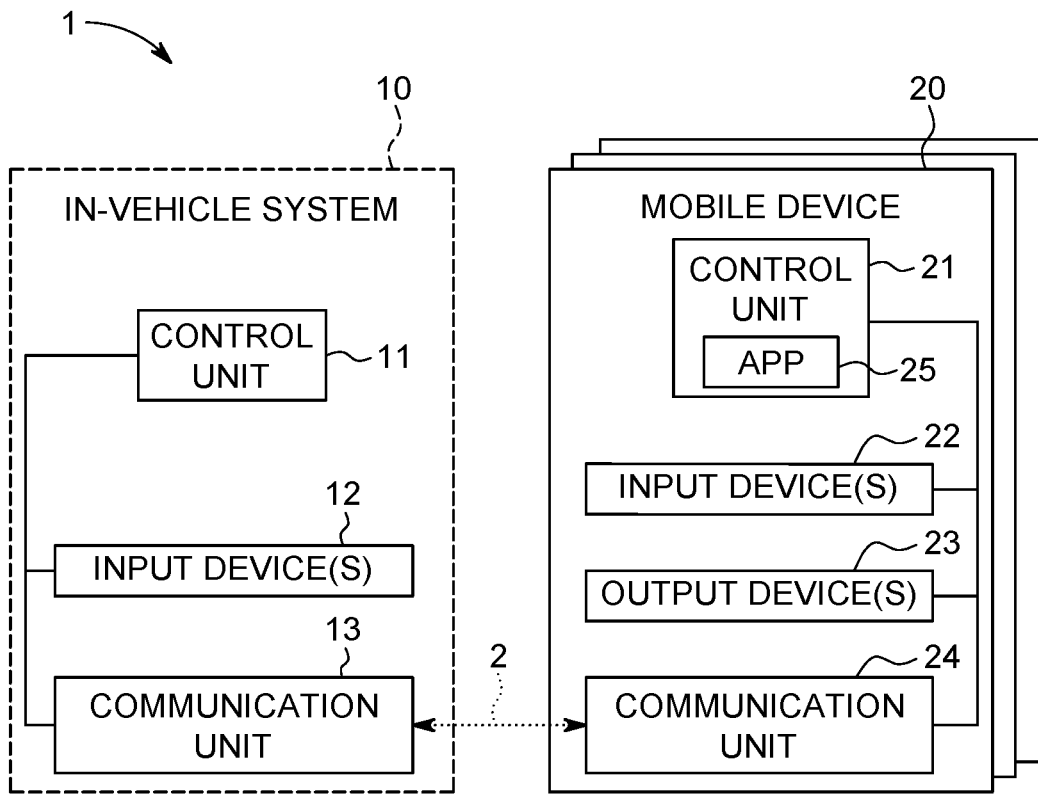 1
10
20
IN-VEHICLE SYSTEM
MOBILE DEVICE
CONTROL
UNIT
11
CONTROL
UNIT
21
APP
25
12
INPUT DEVICE(S)
22
INPUT DEVICE(S)
23
OUTPUT DEVICE(S)
13
COMMUNICATION
UNIT
2
24
COMMUNICATION
UNIT